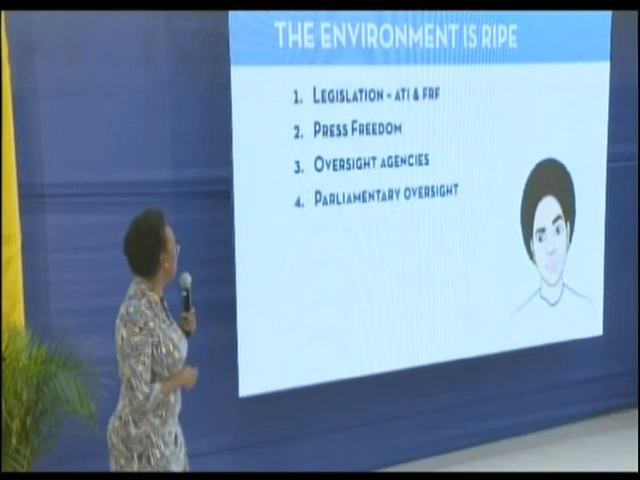 THE ENVIRONMENT IS RIPE
1. LEGISLATION - ATI & FRF
2. PRESS FREEDOM
3. OVERSIGHT AGENCIES
4. PARLIAMENTARY OVERSIGHT